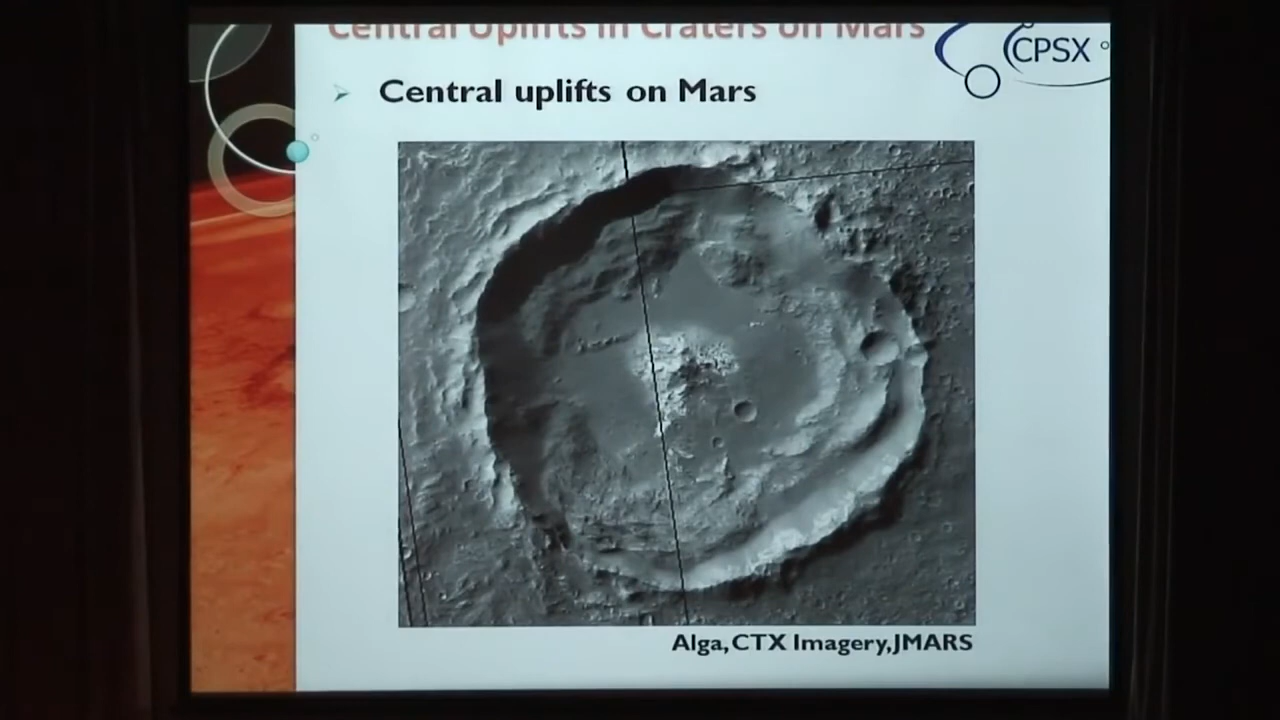 Central Uplifts in Craters on Mars
CPSX
Central uplifts on Mars
Alga, CTX Imagery, JMARS